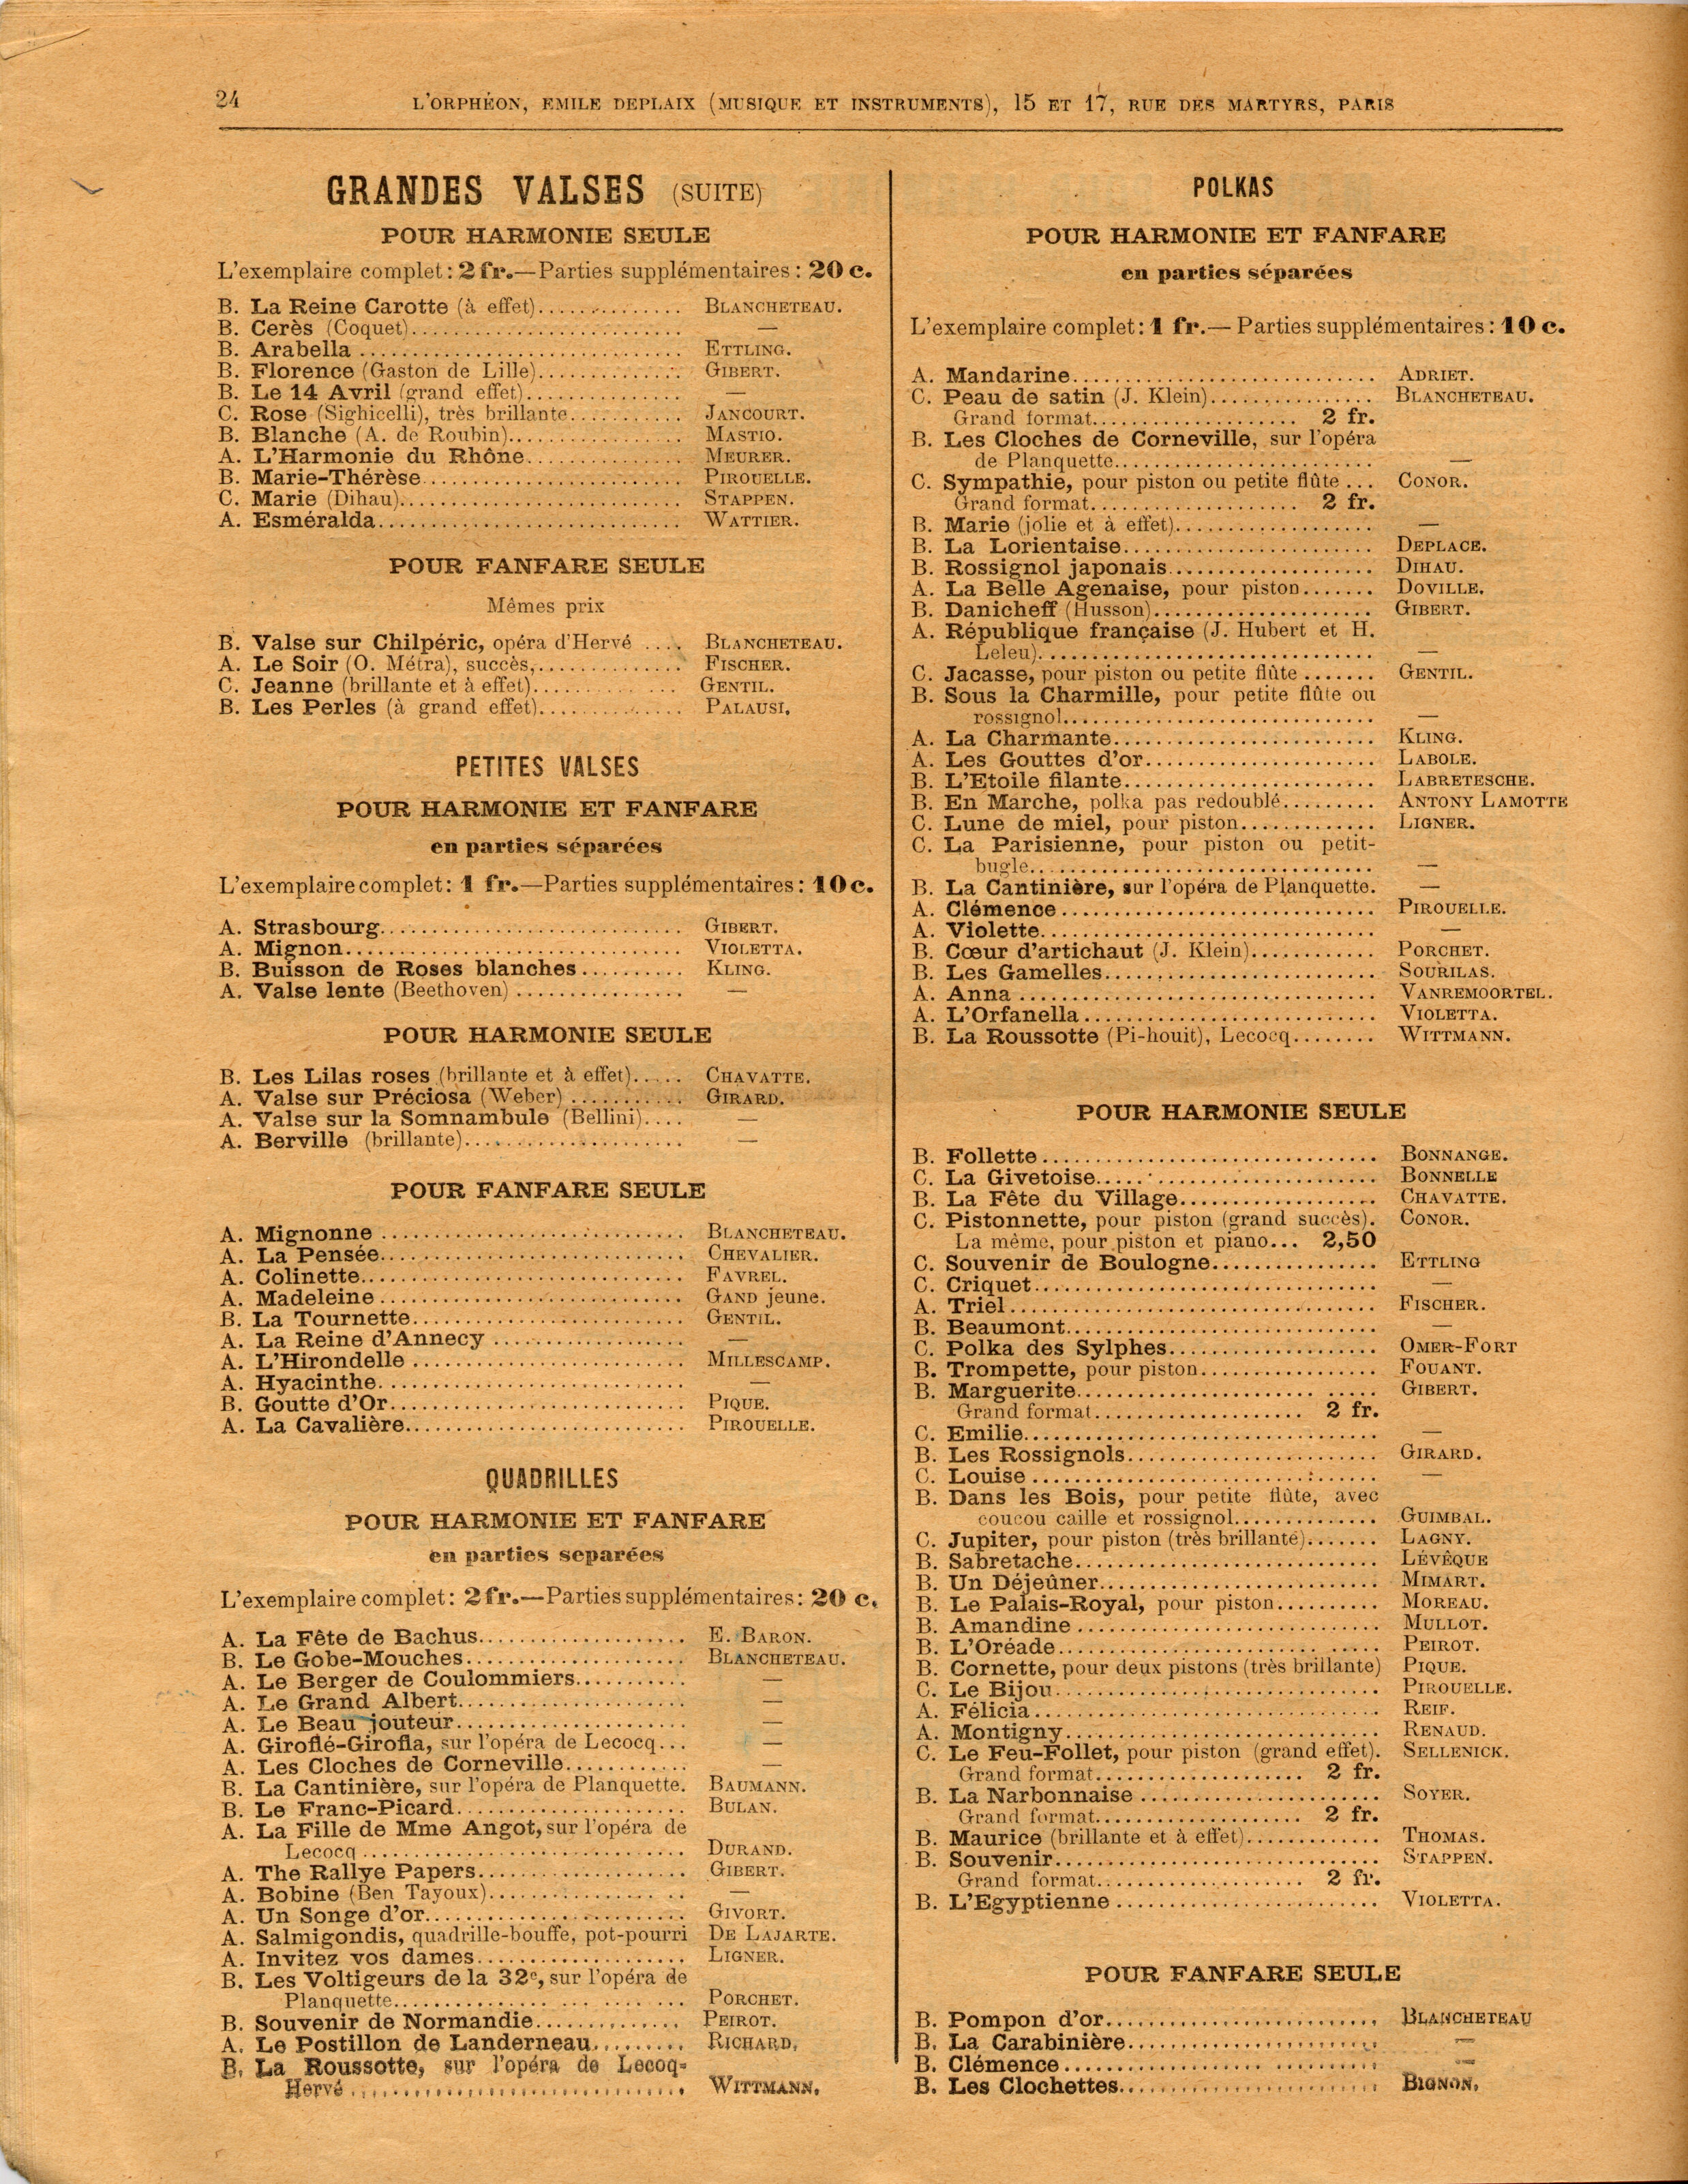 24
L'ORPHÉON, EMILE DEPLAIX (MUSIQUE ET INSTRUMENTS), 15 ET 17, RUE DES MARTYRS, PARIS
GRANDES VALSES (SUITE)
POUR HARMONIE SEULE
L'exemplaire complet : 2 fr.—Parties supplémentaires : 20 c.
B. La Reine Carotte (à effet).............. BLANCHETEAU.
B. Cerès (Coquet).......................... —
B. Arabella ............................... ETTLING.
B. Florence (Gaston de Lille).............. GIBERT.
B. Le 14 Avril (grand effet)............... —
C. Rose (Sighicelli), très brillante........... JANCOURT.
B. Blanche (A. de Roubin)................. MASTIO.
A. L'Harmonie du Rhône............... MEURER.
B. Marie-Thérèse......................... PIROUELLE.
C. Marie (Dihau)........................... STAPPEN.
A. Esméralda............................. WATTIER.
POUR FANFARE SEULE
Mêmes prix
B. Valse sur Chilpéric, opéra d'Hervé .... BLANCHETEAU.
A. Le Soir (O. Métra), succès,.............. FISCHER.
C. Jeanne (brillante et à effet).............. GENTIL.
B. Les Perles (à grand effet).............. PALAUSI.
PETITES VALSES
POUR HARMONIE ET FANFARE
en parties séparées
L'exemplaire complet : 1 fr.—Parties supplémentaires : 10 c.
A. Strasbourg............................. GIBERT.
A. Mignon................................ VIOLETTA.
B. Buisson de Roses blanches.......... KLING.
A. Valse lente (Beethoven) ................ —
POUR HARMONIE SEULE
B. Les Lilas roses (brillante et à effet)..... CHAVATTE.
A. Valse sur Préciosa (Weber) ........... GIRARD.
A. Valse sur la Somnambule (Bellini).... —
A. Berville (brillante)..................... —
POUR FANFARE SEULE
A. Mignonne ............................. BLANCHETEAU.
A. La Pensée............................. CHEVALIER.
A. Colinette............................... FAVREL.
A. Madeleine............................. GAND jeune.
B. La Tournette.......................... GENTIL.
A. La Reine d'Annecy .................. —
A. L'Hirondelle .......................... MILLESCAMP.
A. Hyacinthe............................. —
B. Goutte d'Or............................ PIQUE.
A. La Cavalière.......................... PIROUELLE.
QUADRILLES
POUR HARMONIE ET FANFARE
en parties separées
L'exemplaire complet : 2 fr.—Parties supplémentaires : 20 c.
A. La Fête de Bachus.................... E. BARON.
B. Le Gobe-Mouches..................... BLANCHETEAU.
A. Le Berger de Coulommiers........... —
A. Le Grand Albert...................... —
A. Le Beau jouteur...................... —
A. Giroflé-Girofla, sur l'opéra de Lecocq... —
A. Les Cloches de Corneville............ —
B. La Cantinière, sur l'opéra de Planquette. BAUMANN.
B. Le Franc-Picard...................... BULAN.
A. La Fille de Mme Angot, sur l'opéra de
Lecocq............................... DURAND.
A. The Rallye Papers.................... GIBERT.
A. Bobine (Ben Tayoux)................... —
A. Un Songe d'or......................... GIVORT.
A. Salmigondis, quadrille-bouffe, pot-pourri DE LAJARTE.
A. Invitez vos dames.................... LIGNER.
B. Les Voltigeurs de la 32e, sur l'opéra de
Planquette............................ PORCHET.
B. Souvenir de Normandie.............. PEIROT.
A. Le Postillon de Landerneau......... RICHARD.
B. La Roussotte, sur l'opéra de Lecoq-
Hervé................................ WITTMANN.
POLKAS
POUR HARMONIE ET FANFARE
en parties séparées
L'exemplaire complet : 1 fr.— Parties supplémentaires : 10 c.
A. Mandarine............................. ADRIET.
C. Peau de satin (J. Klein)................ BLANCHETEAU.
Grand format.................... 2 fr.
B. Les Cloches de Corneville, sur l'opéra
de Planquette......................... —
C. Sympathie, pour piston ou petite flûte ... CONOR.
Grand format.................... 2 fr.
B. Marie (jolie et à effet)................... —
B. La Lorientaise........................ DEPLACE.
B. Rossignol japonais.................... DIHAU.
A. La Belle Agenaise, pour piston....... DOVILLE.
B. Danicheff (Husson)..................... GIBERT.
A. République française (J. Hubert et H.
Leleu)................................ —
C. Jacasse, pour piston ou petite flûte ....... GENTIL.
B. Sous la Charmille, pour petite flûte ou
rossignol.............................. —
A. La Charmante......................... KLING.
A. Les Gouttes d'or...................... LABOLE.
B. L'Etoile filante........................ LABRETESCHE.
B. En Marche, polka pas redoublé......... ANTONY LAMOTTE
C. Lune de miel, pour piston............. LIGNER.
C. La Parisienne, pour piston ou petit-
bugle................................. —
B. La Cantinière, sur l'opéra de Planquette. —
A. Clémence.............................. PIROUELLE.
A. Violette................................ —
B. Cœur d'artichaut (J. Klein)............ PORCHET.
B. Les Gamelles.......................... SOURILAS.
A. Anna .................................. VANREMOORTEL.
A. L'Orfanella............................ VIOLETTA.
B. La Roussotte (Pi-houit), Lecocq........ WITTMANN.
POUR HARMONIE SEULE
B. Follette................................ BONNANGE.
C. La Givetoise........................... BONNELLE
B. La Fête du Village................... CHAVATTE.
C. Pistonnette, pour piston (grand succès). CONOR.
La même, pour piston et piano... 2,50
C. Souvenir de Boulogne................ ETTLING
C. Criquet................................. —
A. Triel................................... FISCHER.
B. Beaumont............................. —
C. Polka des Sylphes.................... OMER-FORT
B. Trompette, pour piston................. FOUANT.
B. Marguerite............................ GIBERT.
Grand format.................... 2 fr.
C. Emilie.................................. —
B. Les Rossignols........................ GIRARD.
C. Louise................................. —
B. Dans les Bois, pour petite flûte, avec
coucou caille et rossignol.............. GUIMBAL.
C. Jupiter, pour piston (très brillante)....... LAGNY.
B. Sabretache............................. LÉVÊQUE
B. Un Déjeûner........................... MIMART.
B. Le Palais-Royal, pour piston.......... MOREAU.
B. Amandine............................. MULLOT.
B. L'Oréade............................... PEIROT.
B. Cornette, pour deux pistons (très brillante) PIQUE.
C. Le Bijou............................... PIROUELLE.
A. Félicia................................. REIF.
A. Montigny.............................. RENAUD.
C. Le Feu-Follet, pour piston (grand effet). SELLENICK.
Grand format.................... 2 fr.
B. La Narbonnaise....................... SOYER.
Grand format.................... 2 fr.
B. Maurice (brillante et à effet)............. THOMAS.
B. Souvenir............................... STAPPEN.
Grand format.................... 2 fr.
B. L'Egyptienne.......................... VIOLETTA.
POUR FANFARE SEULE
B. Pompon d'or........................... BLANCHETEAU
B. La Carabinière........................ —
B. Clémence.............................. —
B. Les Clochettes......................... BIGNON.